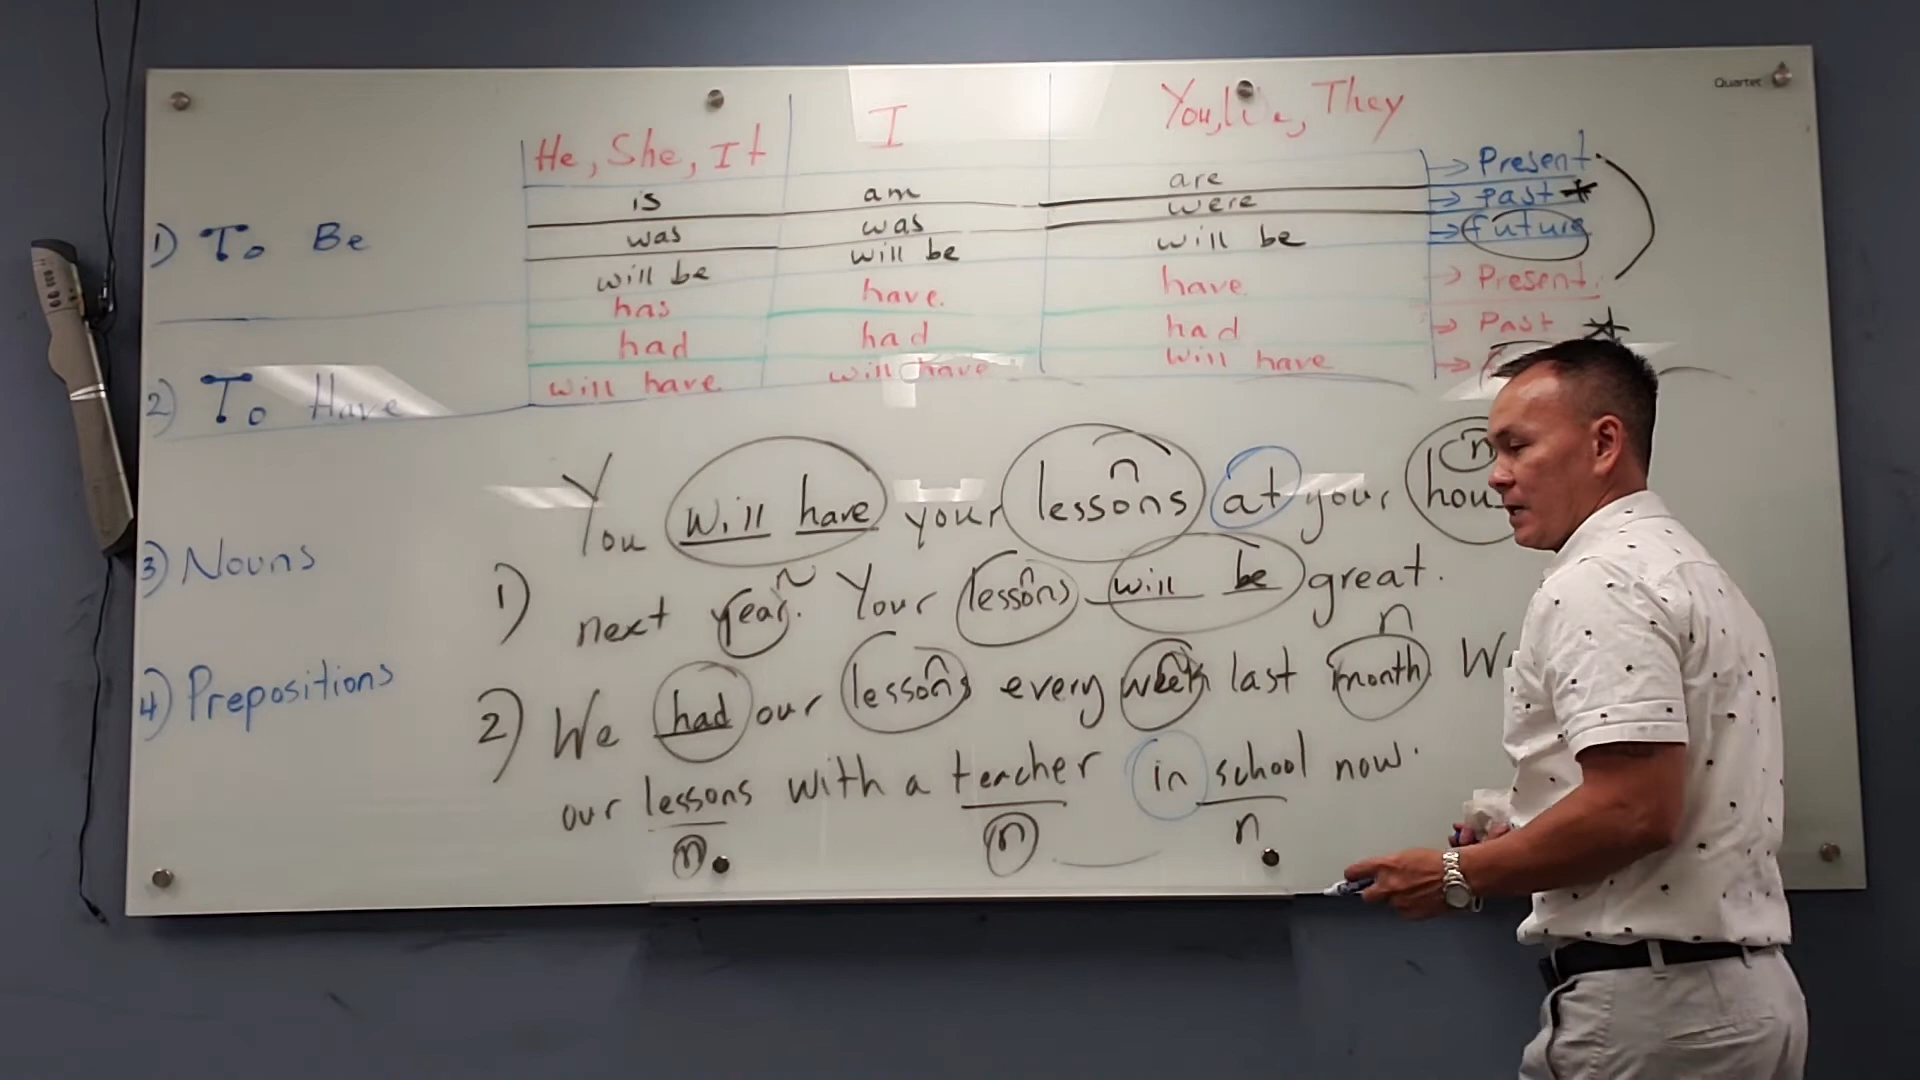 Quartet
He, She, It I You, We, They
is am are → Present
was was were → Past
will be will be will be → future
1) To Be
has have have → Present
had had had → Past
will have will have will have →
2) To Have
3) Nouns
4) Prepositions
n n
You will have your lessons at your
n n
1) next year. Your lessons will be great.
n n n
2) We had our lessons every week last month
our lessons with a teacher in school now.
n n n